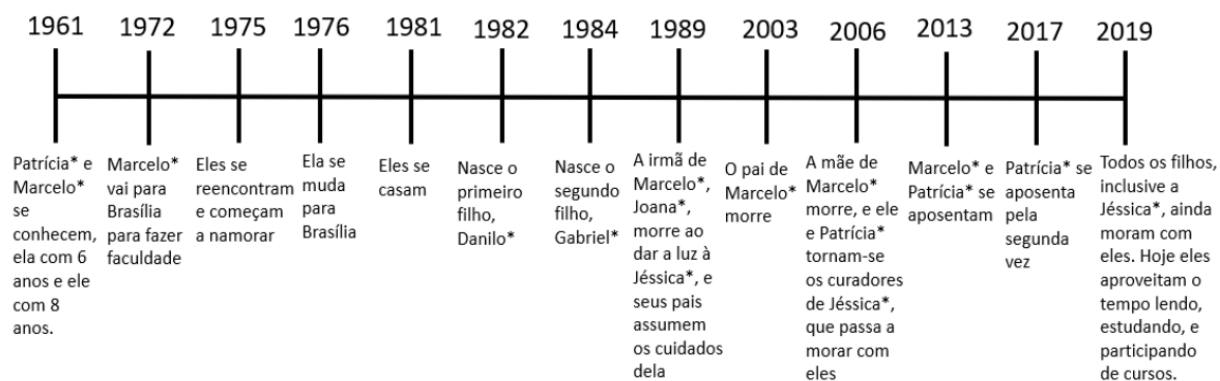 1961 1972 1975 1976 1981 1982 1984 1989 2003 2006 2013 2017 2019
Patrícia* e
Marcelo*
se
conhecem,
ela com 6
anos e ele
com 8
anos.
Marcelo*
vai para
Brasília
para fazer
faculdade
Eles se
reencontram
e começam
a namorar
Ela se
muda
para
Brasília
Eles se
casam
Nasce o
primeiro
filho,
Danilo*
Nasce o
segundo
filho,
Gabriel*
A irmã de
Marcelo*,
Joana*,
morre ao
dar a luz à
Jéssica*, e
seus pais
assumem
os cuidados
dela
O pai de
Marcelo*
morre
A mãe de
Marcelo*
morre, e ele
e Patrícia*
tornam-se
os curadores
de Jéssica*,
que passa a
morar com
eles
Marcelo* e
Patrícia* se
aposentam
Patrícia* se
aposenta
pela
segunda
vez
Todos os filhos,
inclusive a
Jéssica*, ainda
moram com
eles. Hoje eles
aproveitam o
tempo lendo,
estudando, e
participando
de cursos.